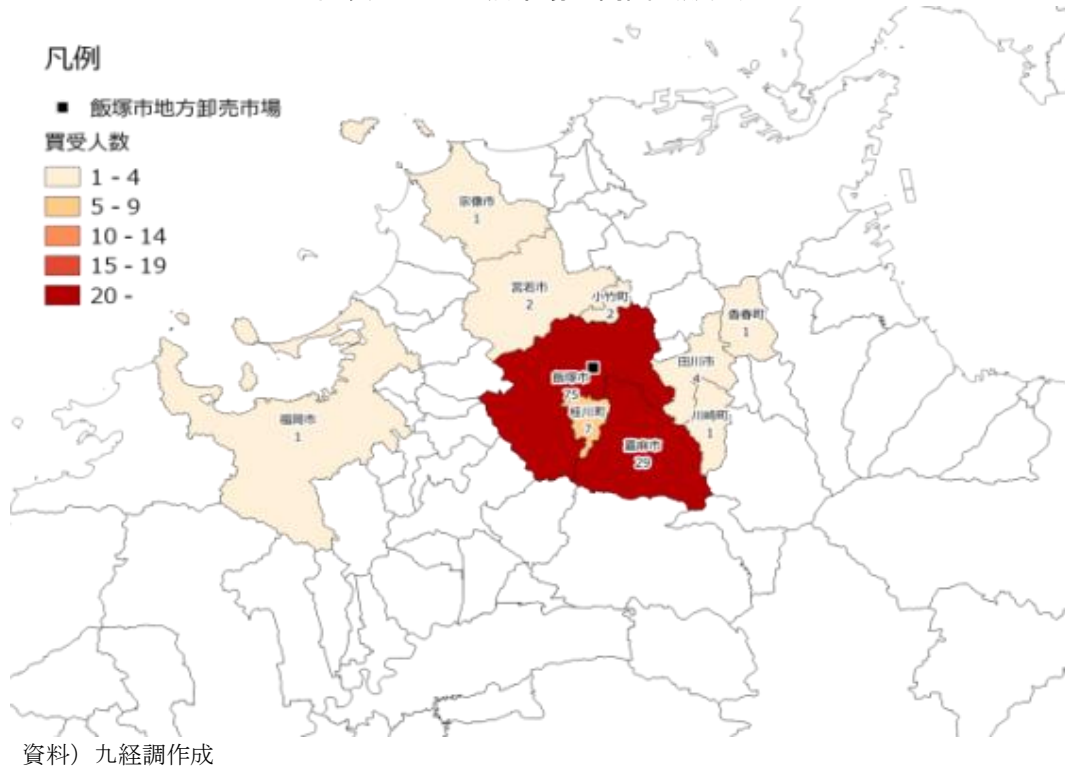 凡例
飯塚市地方卸売市場
買受人数
1 - 4
5 - 9
10 - 14
15 - 19
20 -
宗像市
1
宮若市
2
小竹町
2
香春町
1
田川市
4
飯塚市
75
桂川町
7
川崎町
1
福岡市
1
嘉麻市
29
資料）九経調作成